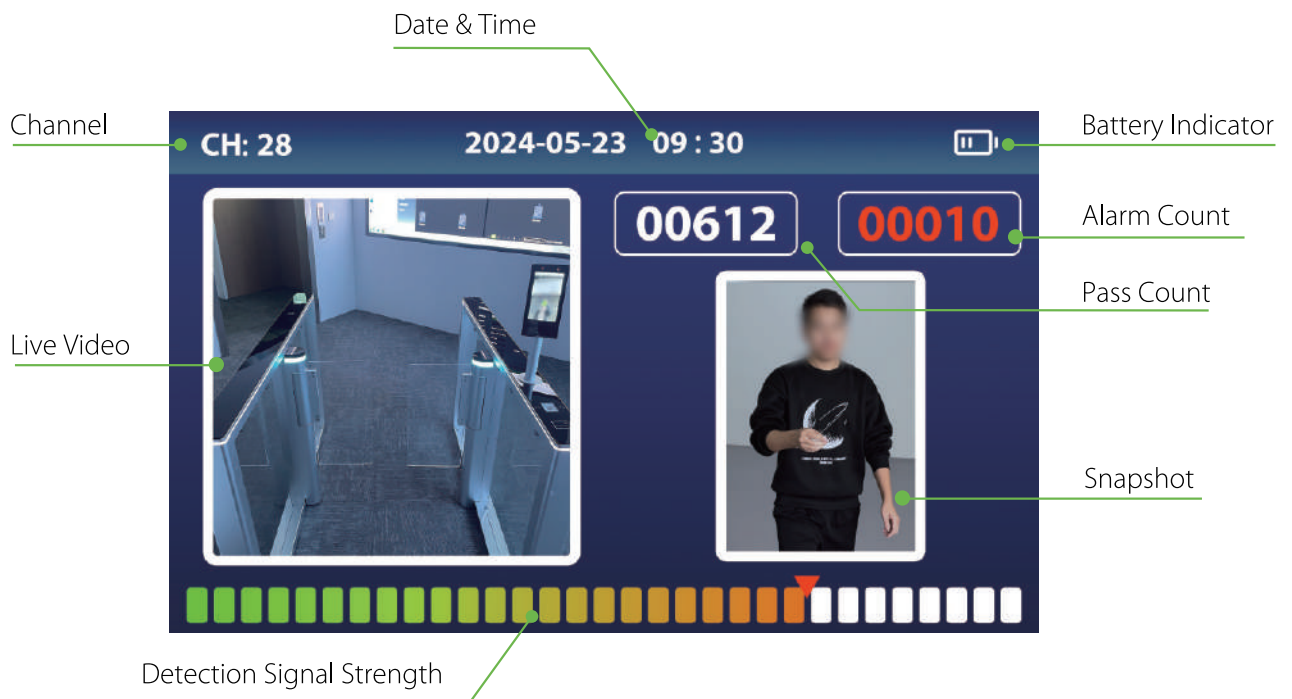 Date & Time
Channel
CH: 28
2024-05-23 09 : 30
Battery Indicator
00612
00010
Alarm Count
Pass Count
Live Video
Snapshot
Detection Signal Strength